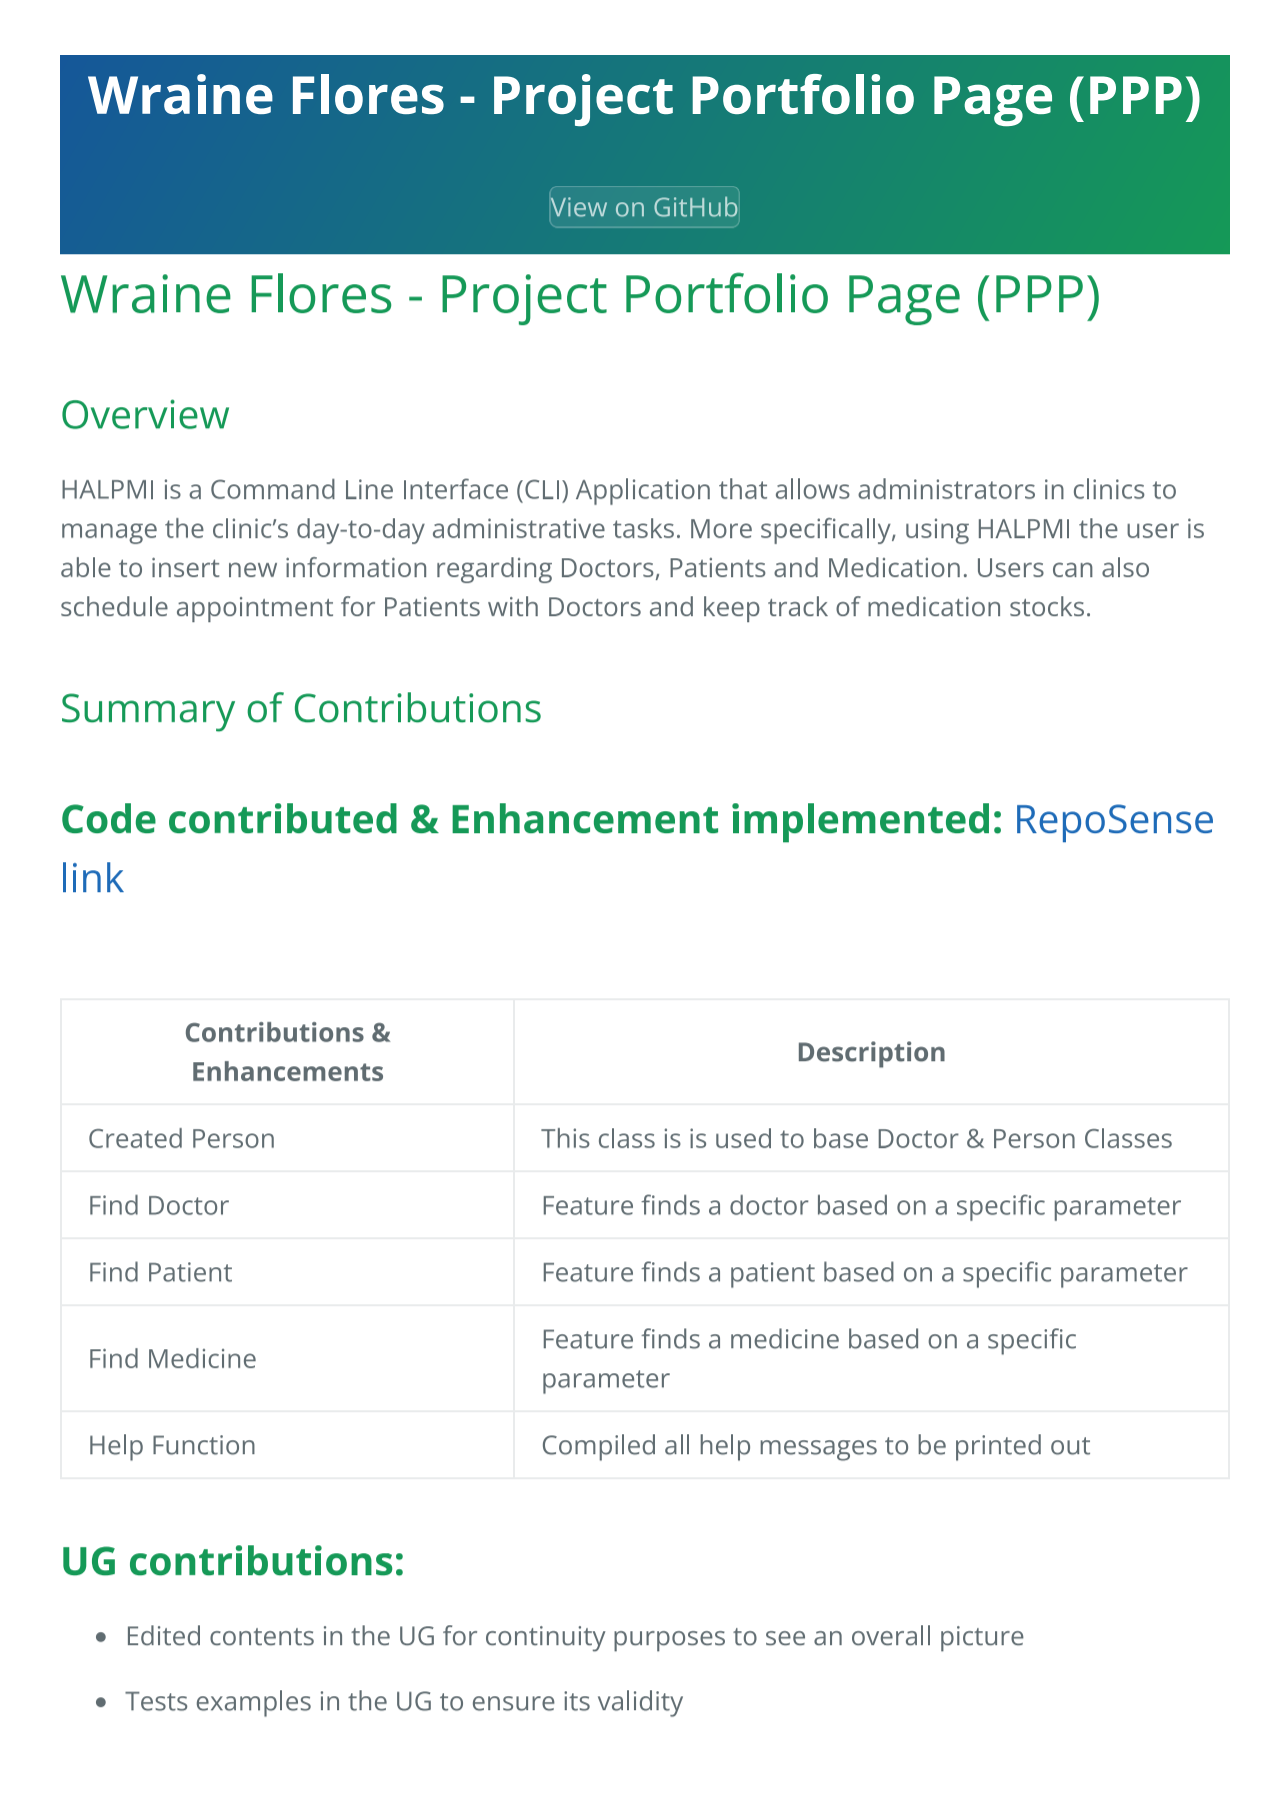 Wraine Flores - Project Portfolio Page (PPP)
View on GitHub
Wraine Flores - Project Portfolio Page (PPP)
Overview
HALPMI is a Command Line Interface (CLI) Application that allows administrators in clinics to
manage the clinic’s day-to-day administrative tasks. More specifically, using HALPMI the user is
able to insert new information regarding Doctors, Patients and Medication. Users can also
schedule appointment for Patients with Doctors and keep track of medication stocks.
Summary of Contributions
Code contributed & Enhancement implemented: RepoSense
link
Contributions &
Enhancements
Description
Created Person
This class is is used to base Doctor & Person Classes
Find Doctor
Feature finds a doctor based on a specific parameter
Find Patient
Feature finds a patient based on a specific parameter
Find Medicine
Feature finds a medicine based on a specific
parameter
Help Function
Compiled all help messages to be printed out
UG contributions:
• Edited contents in the UG for continuity purposes to see an overall picture
• Tests examples in the UG to ensure its validity